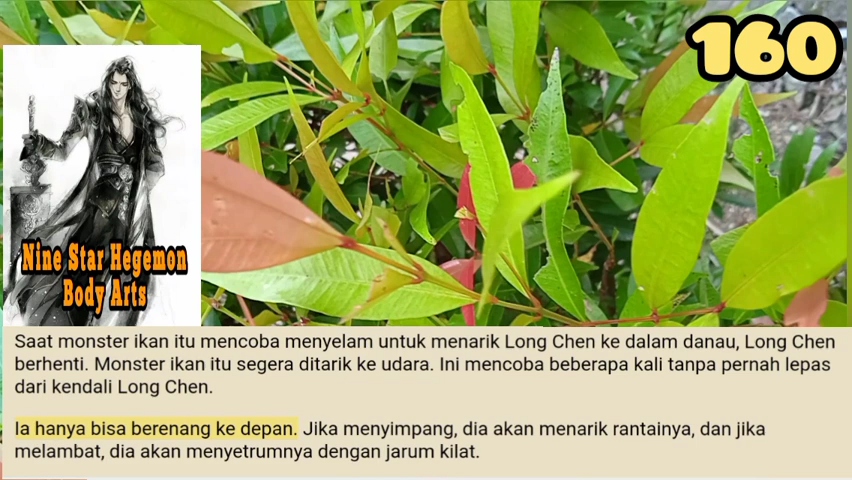 160
Nine Star Hegemon
Body Arts
Saat monster ikan itu mencoba menyelam untuk menarik Long Chen ke dalam danau, Long Chen
berhenti. Monster ikan itu segera ditarik ke udara. Ini mencoba beberapa kali tanpa pernah lepas
dari kendali Long Chen.
Ia hanya bisa berenang ke depan. Jika menyimpang, dia akan menarik rantainya, dan jika
melambat, dia akan menyetrumnya dengan jarum kilat.